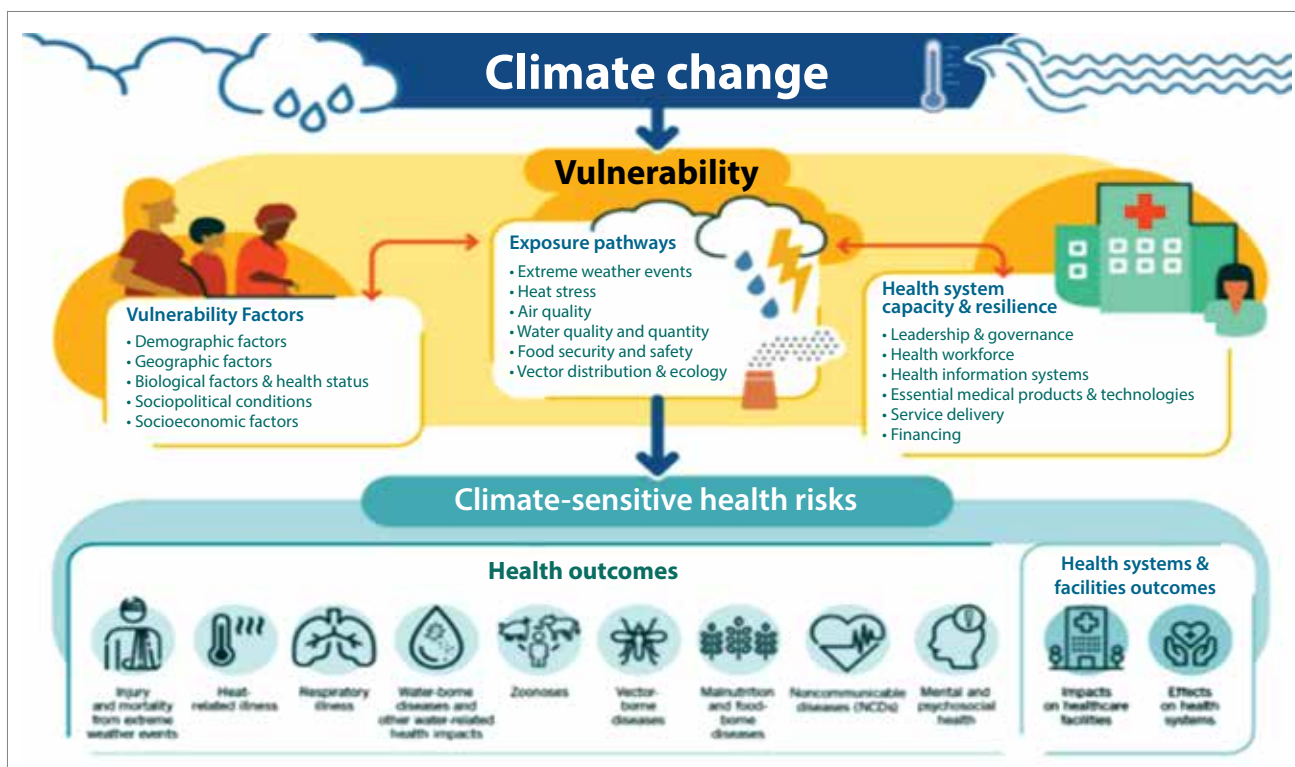 Climate change
Vulnerability
Vulnerability Factors
• Demographic factors
• Geographic factors
• Biological factors & health status
• Sociopolitical conditions
• Socioeconomic factors
Exposure pathways
• Extreme weather events
• Heat stress
• Air quality
• Water quality and quantity
• Food security and safety
• Vector distribution & ecology
Health system
capacity & resilience
• Leadership & governance
• Health workforce
• Health information systems
• Essential medical products & technologies
• Service delivery
• Financing
Climate-sensitive health risks
Health outcomes
Injury
and mortality
from extreme
weather events
Heat-
related illness
Respiratory
illness
Water-borne
diseases and
other water-related
health impacts
Zoonoses
Vector-
borne
diseases
Malnutrition
and food-
borne
diseases
Noncommunicable
diseases (NCDs)
Mental and
psychosocial
health
Health systems &
facilities outcomes
Impacts
on healthcare
facilities
Effects
on health
systems